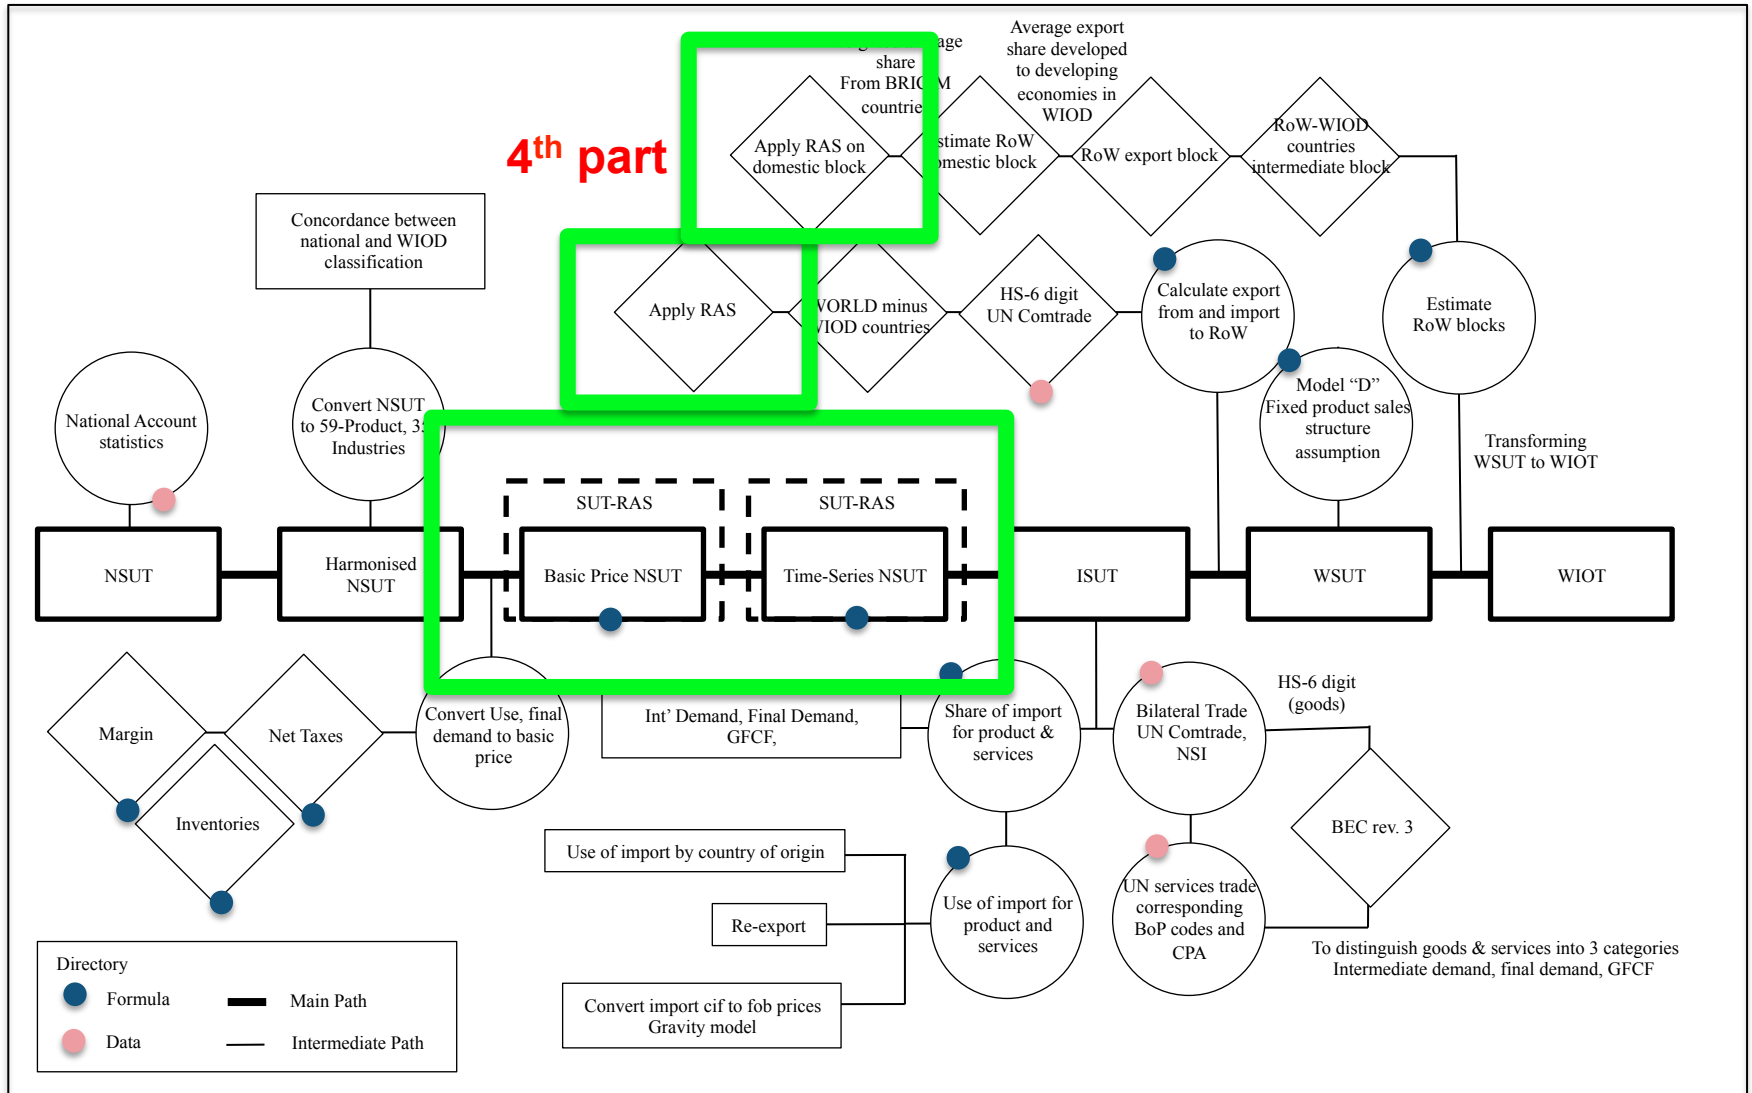 age
share
From BRIC M
countrie
Average export
share developed
to developing
economies in
WIOD
4th part
Apply RAS on
domestic block
stimate RoW
omestic block
RoW export block
RoW-WIOD
countries
intermediate block
Concordance between
national and WIOD
classification
Apply RAS
WORLD minus
WIOD countries
HS-6 digit
UN Comtrade
Calculate export
from and import
to RoW
Estimate
RoW blocks
National Account
statistics
Convert NSUT
to 59-Product, 35
Industries
Model “D”
Fixed product sales
structure
assumption
Transforming
WSUT to WIOT
SUT-RAS
SUT-RAS
NSUT
Harmonised
NSUT
Basic Price NSUT
Time-Series NSUT
ISUT
WSUT
WIOT
Margin
Net Taxes
Inventories
Convert Use, final
demand to basic
price
Int’ Demand, Final Demand,
GFCF,
Share of import
for product &
services
Bilateral Trade
UN Comtrade,
NSI
HS-6 digit
(goods)
BEC rev. 3
Use of import by country of origin
Re-export
Convert import cif to fob prices
Gravity model
Use of import for
product and
services
UN services trade
corresponding
BoP codes and
CPA
To distinguish goods & services into 3 categories
Intermediate demand, final demand, GFCF
Directory
Formula
Main Path
Data
Intermediate Path